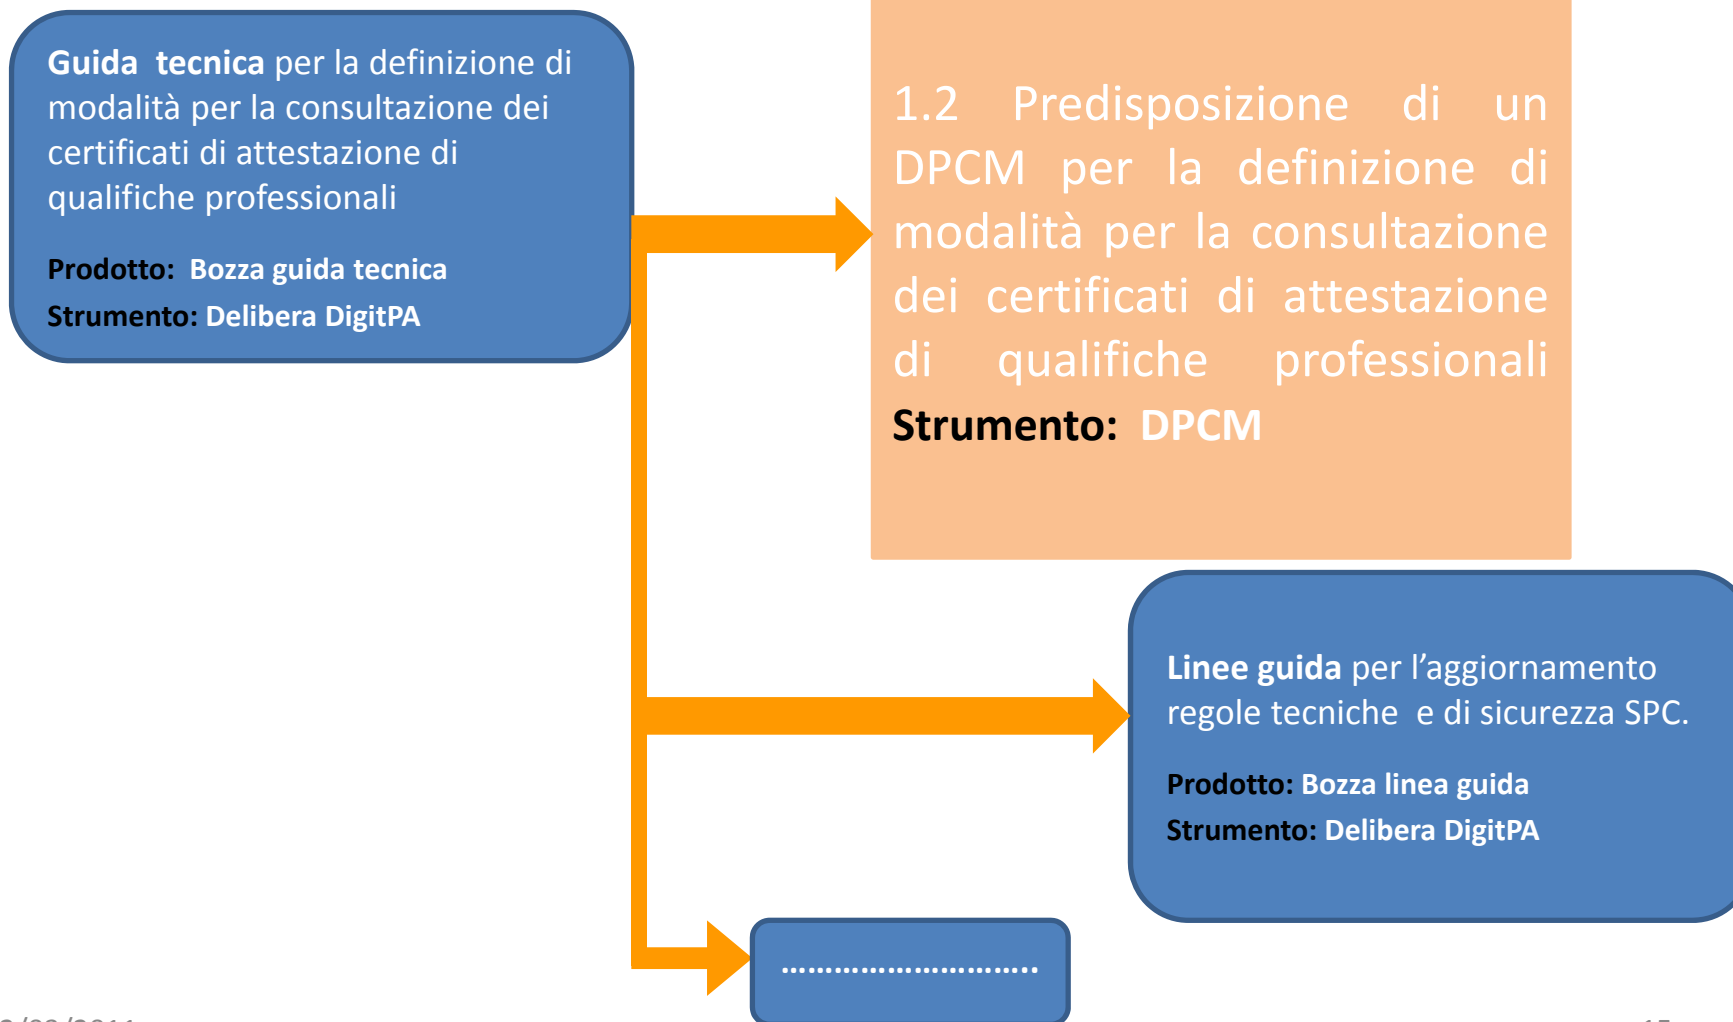 Guida tecnica per la definizione di
modalità per la consultazione dei
certificati di attestazione di
qualifiche professionali
Prodotto: Bozza guida tecnica
Strumento: Delibera DigitPA
1.2 Predisposizione di un
DPCM per la definizione di
modalità per la consultazione
dei certificati di attestazione
di qualifiche professionali
Strumento: DPCM
Linee guida per l’aggiornamento
regole tecniche e di sicurezza SPC.
Prodotto: Bozza linea guida
Strumento: Delibera DigitPA
………………………..